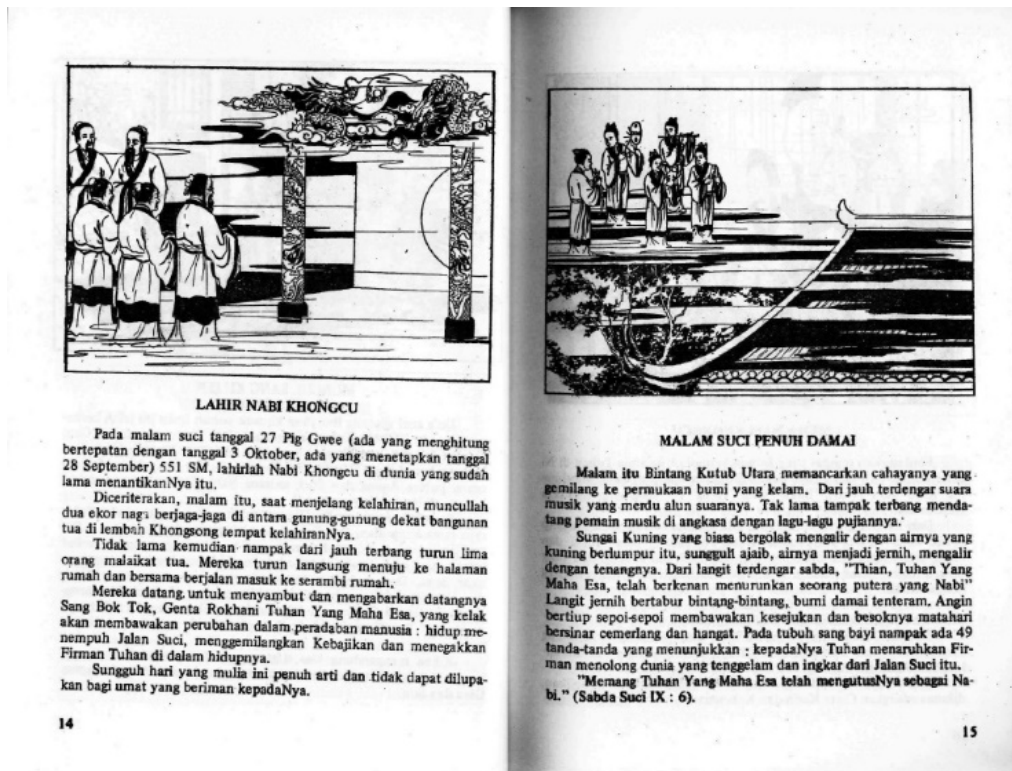 LAHIR NABI KHONGCU
Pada malam suci tanggal 27 Pig Gwee (ada yang menghitung
bertepatan dengan tanggal 3 Oktober, ada yang menetapkan tanggal
28 September) 551 SM, lahirlah Nabi Khongcu di dunia yang sudah
lama menantikanNya itu.
Diceriterakan, malam itu, saat menjelang kelahiran, muncullah
dua ekor naga berjaga-jaga di antara gunung-gunung dekat bangunan
tua di lembah Khongsong tempat kelahiranNya.
Tidak lama kemudian nampak dari jauh terbang turun lima
orang malaikat tua. Mereka turun langsung menuju ke halaman
rumah dan bersama berjalan masuk ke serambi rumah.
Mereka datang untuk menyambut dan mengabarkan datangnya
Sang Bok Tok, Genta Rokhani Tuhan Yang Maha Esa, yang kelak
akan membawakan perubahan dalam peradaban manusia : hidup me-
nempuh Jalan Suci, menggemilangkan Kebajikan dan menegakkan
Firman Tuhan di dalam hidupnya.
Sungguh hari yang mulia ini penuh arti dan tidak dapat dilupa-
kan bagi umat yang beriman kepadaNya.
14
MALAM SUCI PENUH DAMAI
Malam itu Bintang Kutub Utara memancarkan cahayanya yang
gemilang ke permukaan bumi yang kelam. Dari jauh terdengar suara
musik yang merdu alun suaranya. Tak lama tampak terbang menda-
tang pemain musik di angkasa dengan lagu-lagu pujiannya.
Sungai Kuning yang biasa bergolak mengalir dengan airnya yang
kuning berlumpur itu, sungguh ajaib, airnya menjadi jernih, mengalir
dengan tenangnya. Dari langit terdengar sabda, "Thian, Tuhan Yang
Maha Esa, telah berkenan menurunkan seorang putera yang Nabi"
Langit jernih bertabur bintang-bintang, bumi damai tenteram. Angin
bertiup sepoi-sepoi membawakan kesejukan dan besoknya matahari
bersinar cemerlang dan hangat. Pada tubuh sang bayi nampak ada 49
tanda-tanda yang menunjukkan : kepadaNya Tuhan menaruhkan Fir-
man menolong dunia yang tenggelam dan ingkar dari Jalan Suci itu.
"Memang Tuhan Yang Maha Esa telah mengutusNya sebagai Na-
bi." (Sabda Suci IX : 6).
15